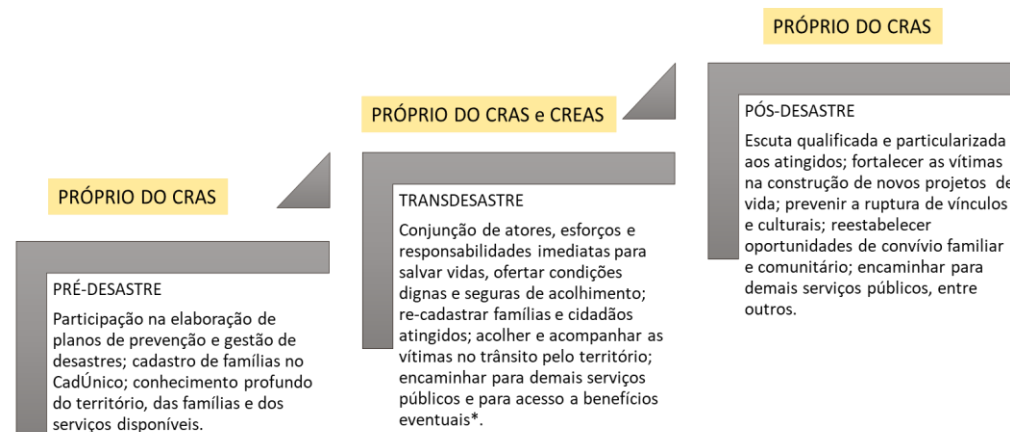 PRÓPRIO DO CRAS
PRÉ-DESASTRE
Participação na elaboração de
planos de prevenção e gestão de
desastres; cadastro de famílias no
CadÚnico; conhecimento profundo
do território, das famílias e dos
serviços disponíveis.
PRÓPRIO DO CRAS e CREAS
TRANSDESASTRE
Conjunção de atores, esforços e
responsabilidades imediatas para
salvar vidas, ofertar condições
dignas e seguras de acolhimento;
re-cadastrar famílias e cidadãos
atingidos; acolher e acompanhar as
vítimas no trânsito pelo território;
encaminhar para demais serviços
públicos e para acesso a benefícios
eventuais*.
PRÓPRIO DO CRAS
PÓS-DESASTRE
Escuta qualificada e particularizada
aos atingidos; fortalecer as vítimas
na construção de novos projetos de
vida; prevenir a ruptura de vínculos
e culturais; reestabelecer
oportunidades de convívio familiar
e comunitário; encaminhar para
demais serviços públicos, entre
outros.